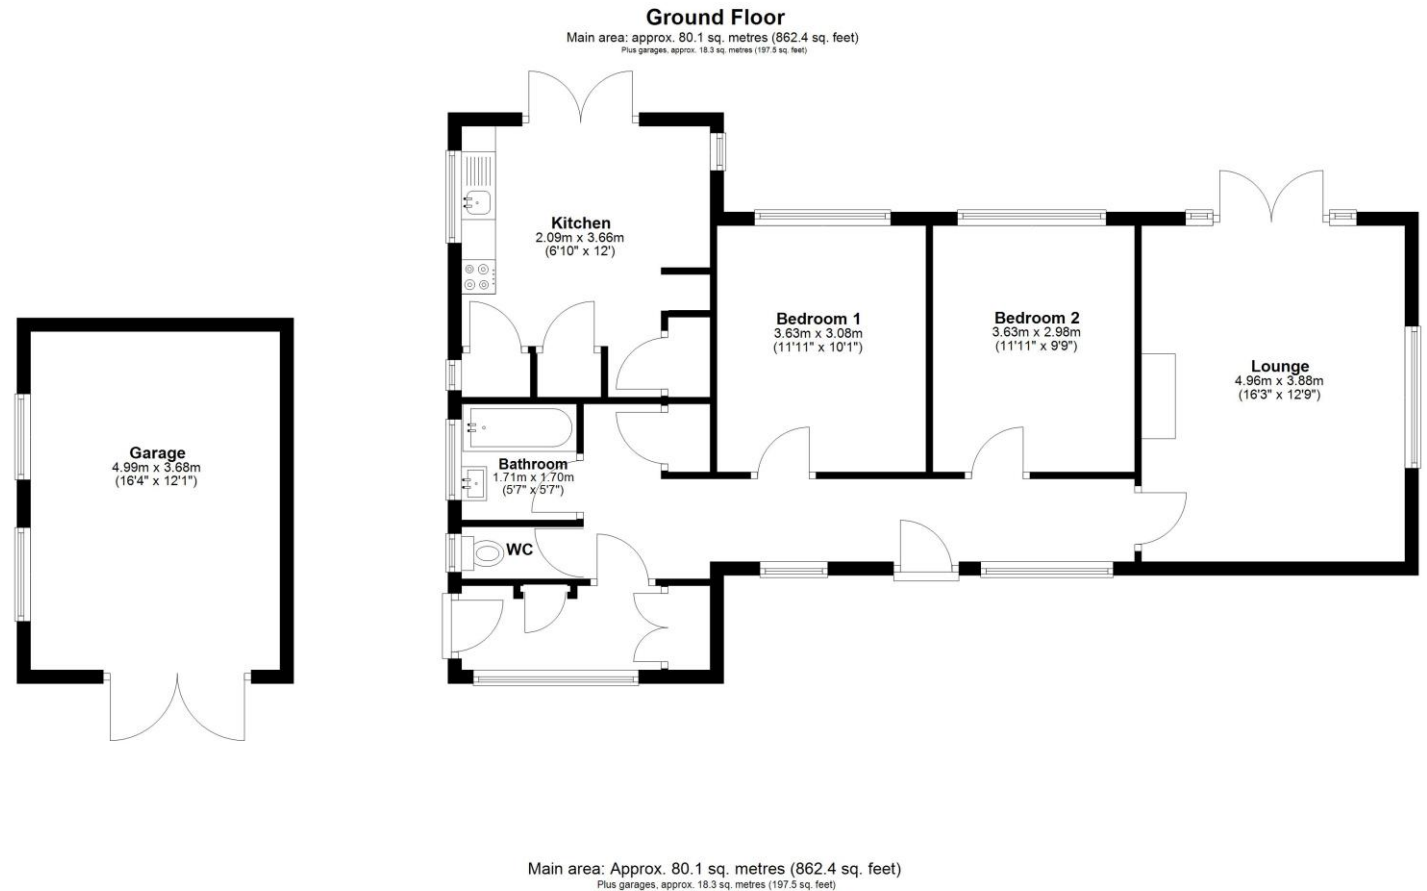 Ground Floor
Main area: approx. 80.1 sq. metres (862.4 sq. feet)
Plus garages, approx. 18.3 sq. metres (197.5 sq. feet)
Kitchen
2.09m x 3.66m
(6'10" x 12')
Bedroom 1
3.63m x 3.08m
(11'11" x 10'1")
Bedroom 2
3.63m x 2.98m
(11'11" x 9'9")
Lounge
4.96m x 3.88m
(16'3" x 12'9")
Garage
4.99m x 3.68m
(16'4" x 12'1")
Bathroom
1.71m x 1.70m
(5'7" x 5'7")
WC
Main area: Approx. 80.1 sq. metres (862.4 sq. feet)
Plus garages, approx. 18.3 sq. metres (197.5 sq. feet)